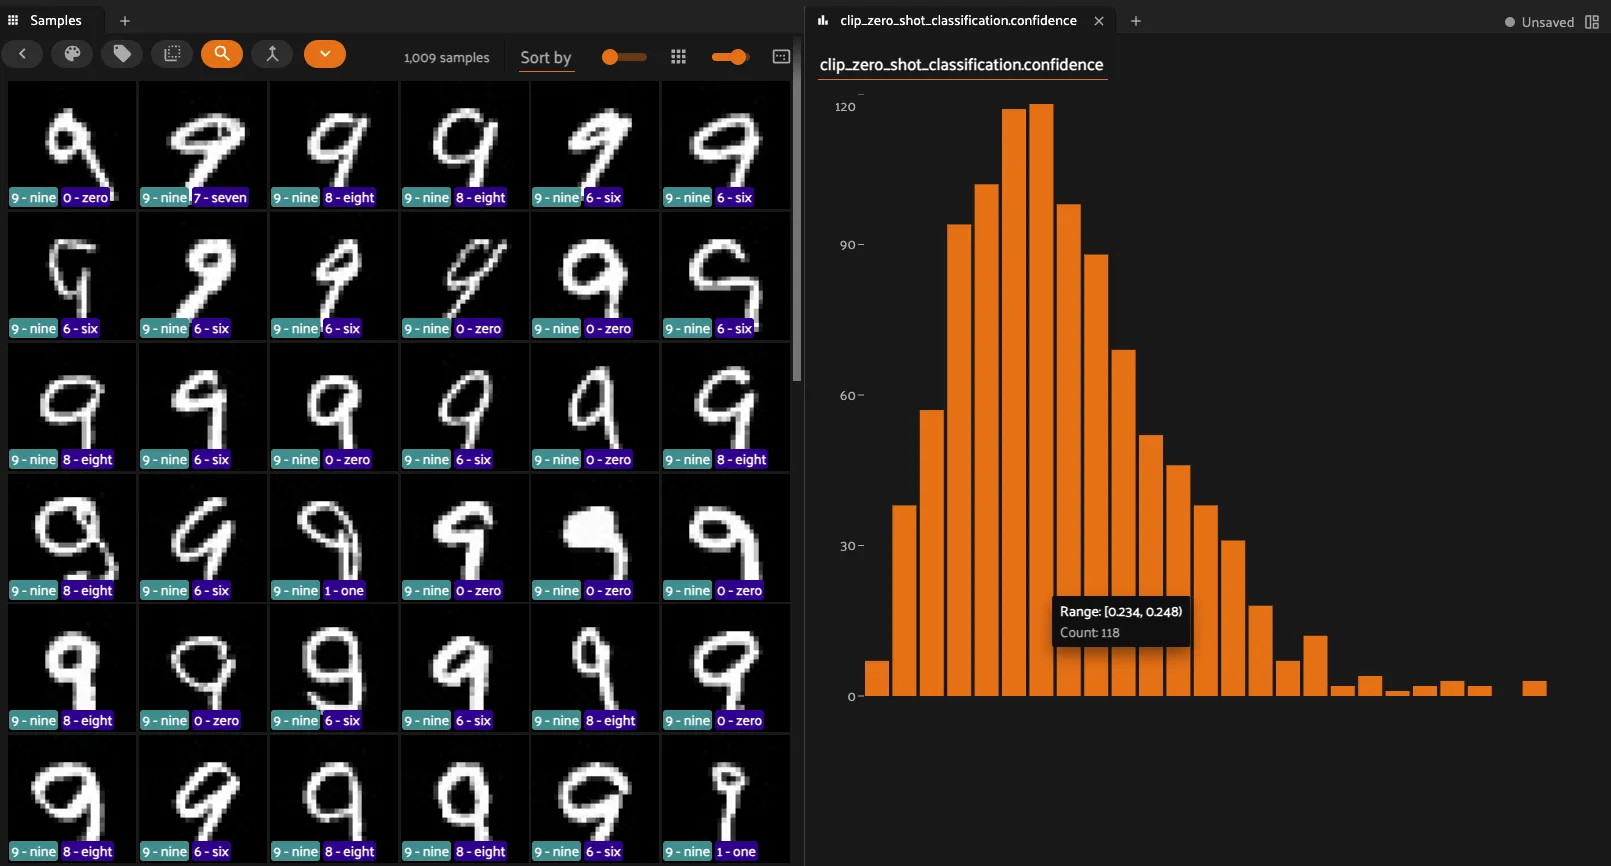 Samples
clip_zero_shot_classification.confidence
Unsaved
1,009 samples
Sort by
clip_zero_shot_classification.confidence
9 - nine 0 - zero
9 - nine 7 - seven
9 - nine 8 - eight
9 - nine 8 - eight
9 - nine 6 - six
9 - nine 6 - six
9 - nine 6 - six
9 - nine 6 - six
9 - nine 6 - six
9 - nine 0 - zero
9 - nine 0 - zero
9 - nine 6 - six
9 - nine 8 - eight
9 - nine 6 - six
9 - nine 0 - zero
9 - nine 6 - six
9 - nine 0 - zero
9 - nine 8 - eight
9 - nine 8 - eight
9 - nine 6 - six
9 - nine 1 - one
9 - nine 0 - zero
9 - nine 0 - zero
9 - nine 0 - zero
9 - nine 8 - eight
9 - nine 0 - zero
9 - nine 6 - six
9 - nine 6 - six
9 - nine 8 - eight
9 - nine 0 - zero
9 - nine 8 - eight
9 - nine 6 - six
9 - nine 8 - eight
9 - nine 8 - eight
9 - nine 6 - six
9 - nine 1 - one
120
90
60
30
0
Range: [0.234, 0.248)
Count: 118